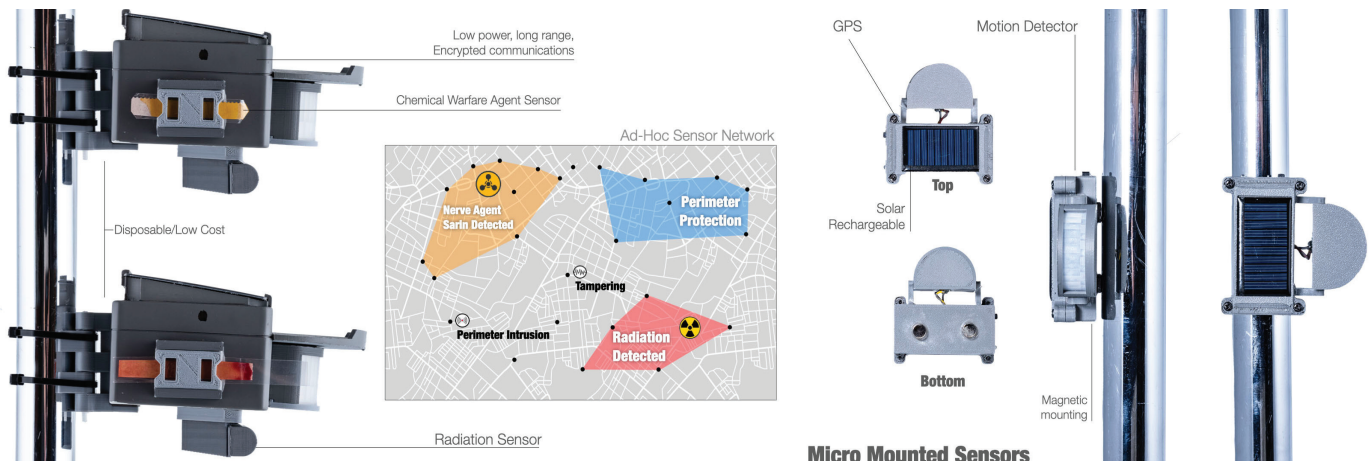 Low power, long range,
Encrypted communications
Chemical Warfare Agent Sensor
Disposable/Low Cost
Radiation Sensor
Ad-Hoc Sensor Network
Nerve Agent
Sarin Detected
Perimeter
Protection
Tampering
Perimeter Intrusion
Radiation
Detected
GPS
Motion Detector
Top
Solar
Rechargeable
Bottom
Magnetic
mounting
Micro Mounted Sensors